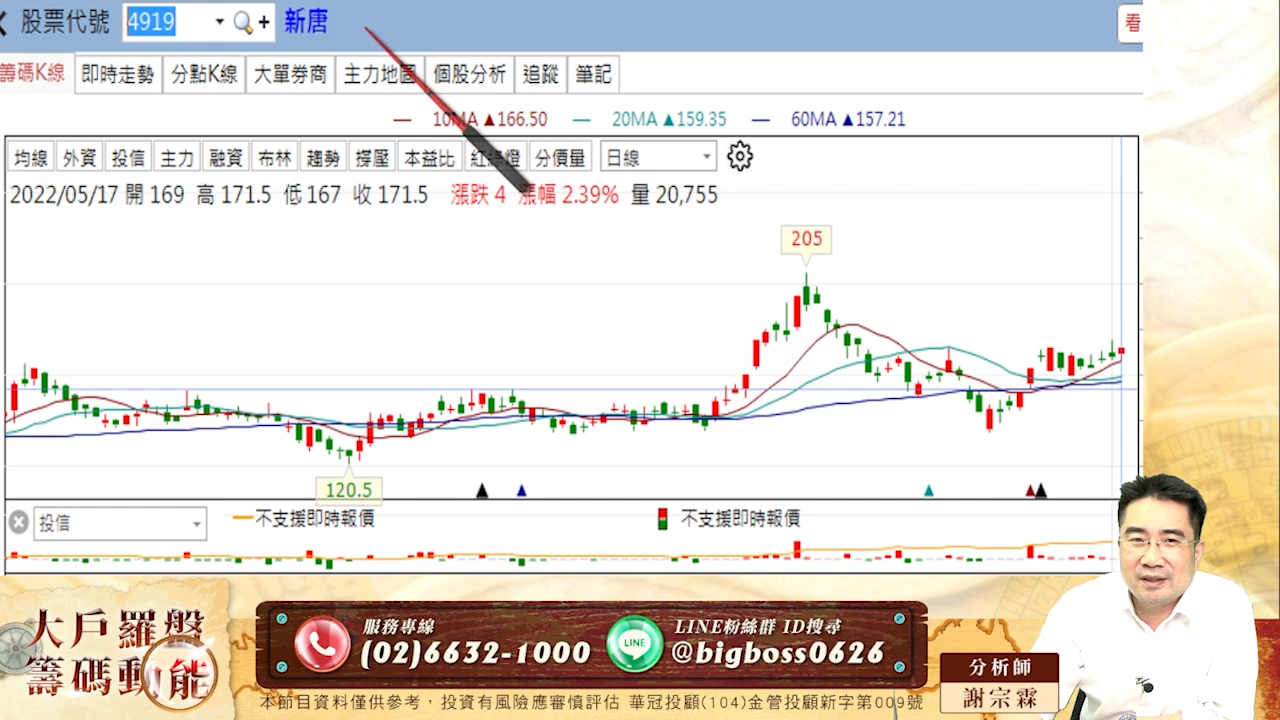 股票代號 4919 新唐
看
籌碼K線 即時走勢 分點K線 大單券商 主力地圖 個股分析 追蹤 筆記
10MA ▲166.50 20MA ▲159.35 60MA ▲157.21
均線 外資 投信 主力 融資 布林 趨勢 撐壓 本益比 紅綠燈 分價量 日線
2022/05/17 開 169 高 171.5 低 167 收 171.5 漲跌 4 漲幅 2.39% 量 20,755
205
120.5
投信 不支援即時報價 不支援即時報價
大戶羅盤
籌碼動能
服務專線
(02)6632-1000
LINE
LINE粉絲群 ID搜尋
@bigboss0626
分析師
謝宗霖
本節目資料僅供參考，投資有風險應審慎評估 華冠投顧(104)金管投顧新字第009號